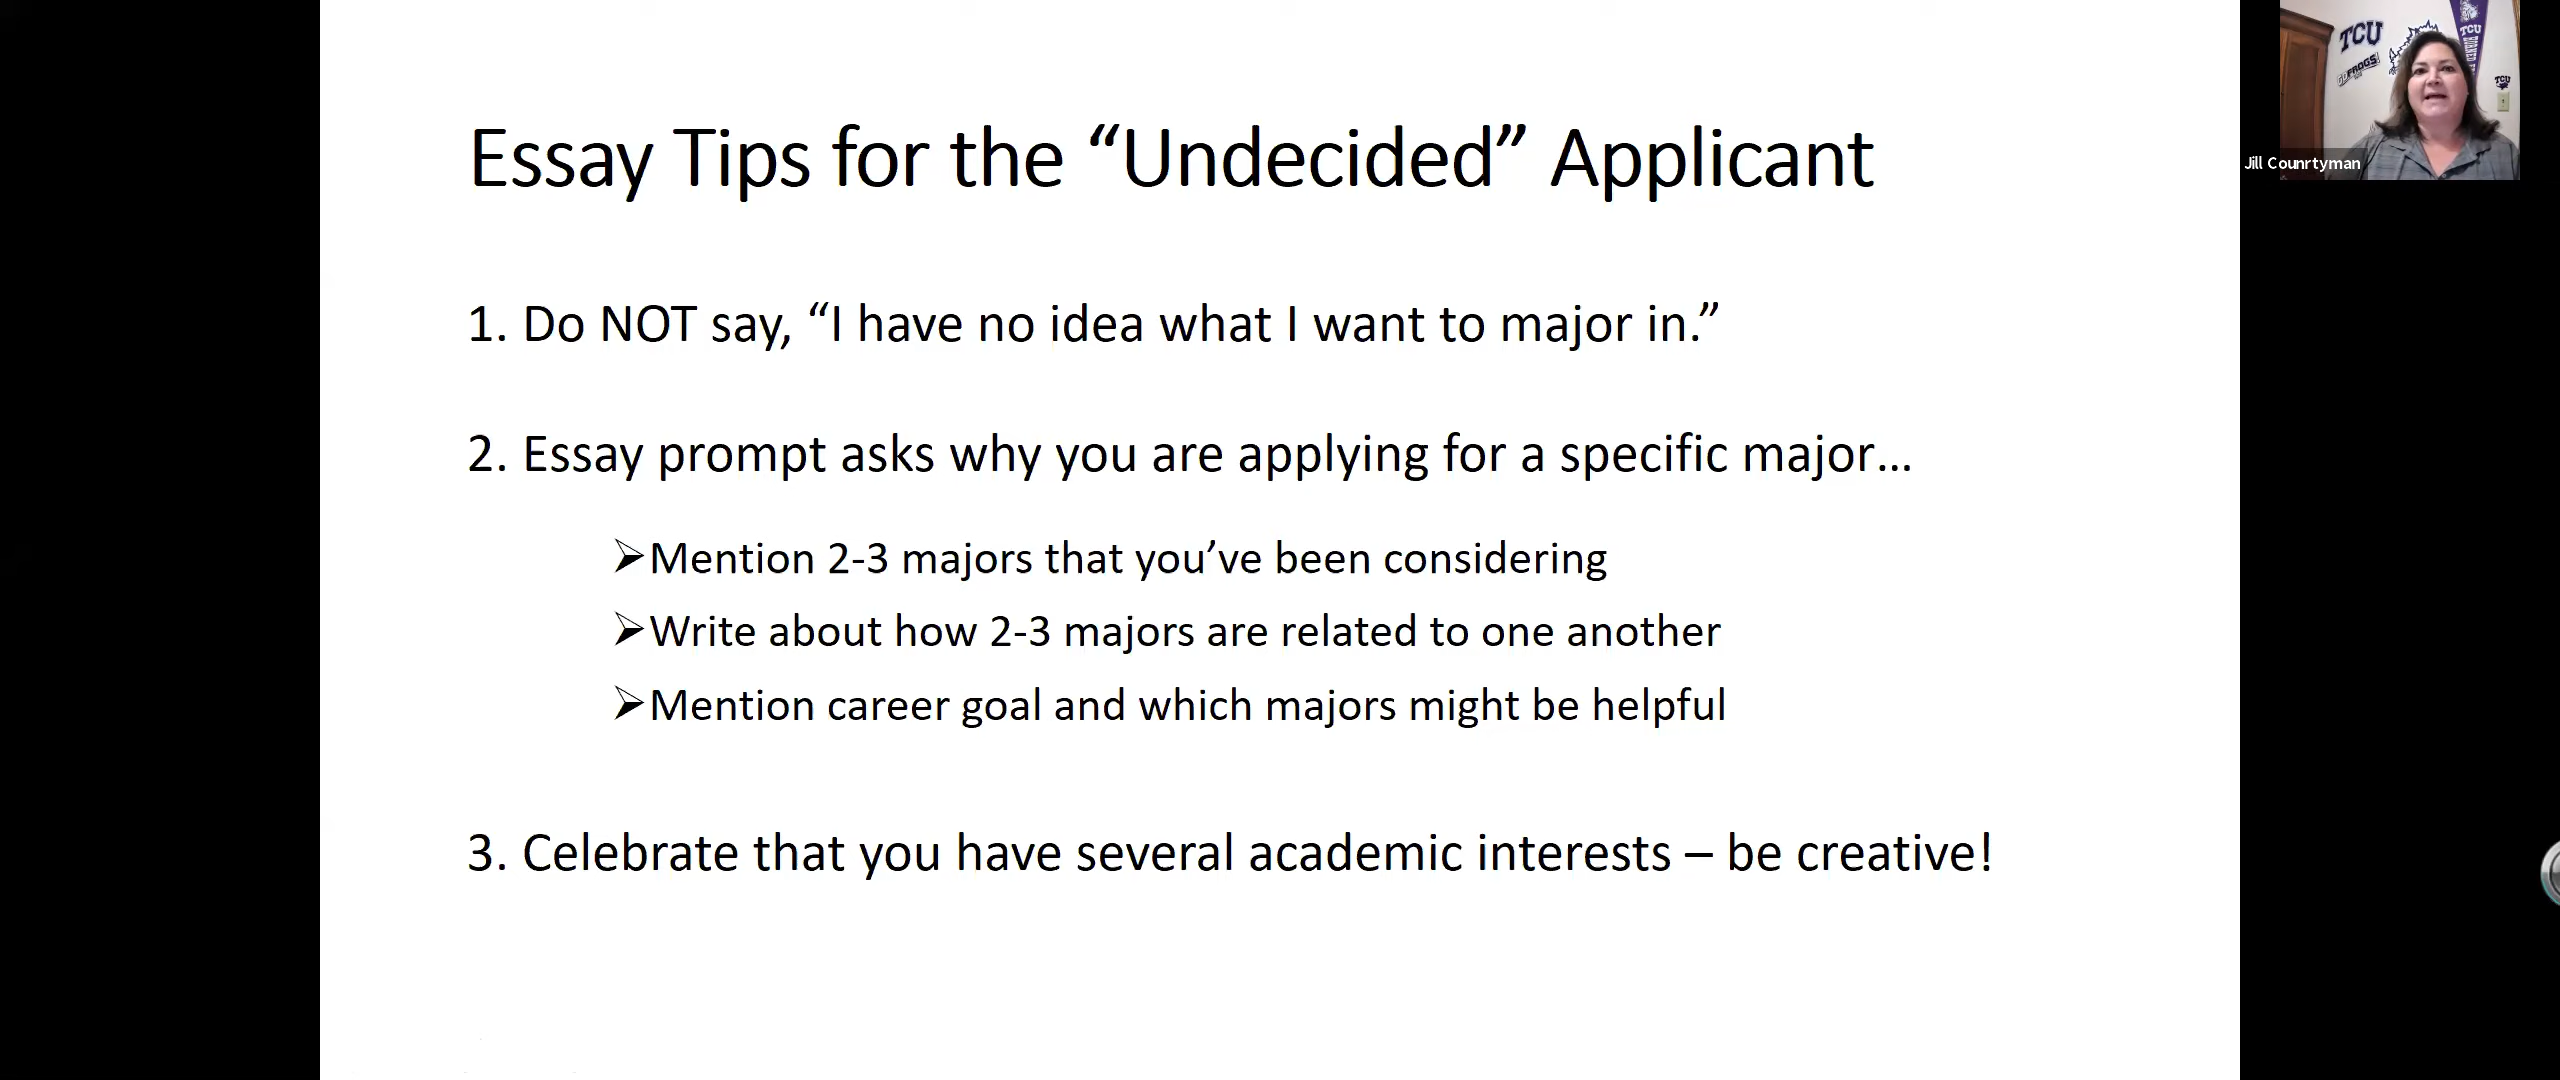 Essay Tips for the “Undecided” Applicant
1. Do NOT say, “I have no idea what I want to major in.”
2. Essay prompt asks why you are applying for a specific major…
➢Mention 2-3 majors that you’ve been considering
➢Write about how 2-3 majors are related to one another
➢Mention career goal and which majors might be helpful
3. Celebrate that you have several academic interests – be creative!
TCU
FROGS
TCU
TCU
Jill Counrtyman